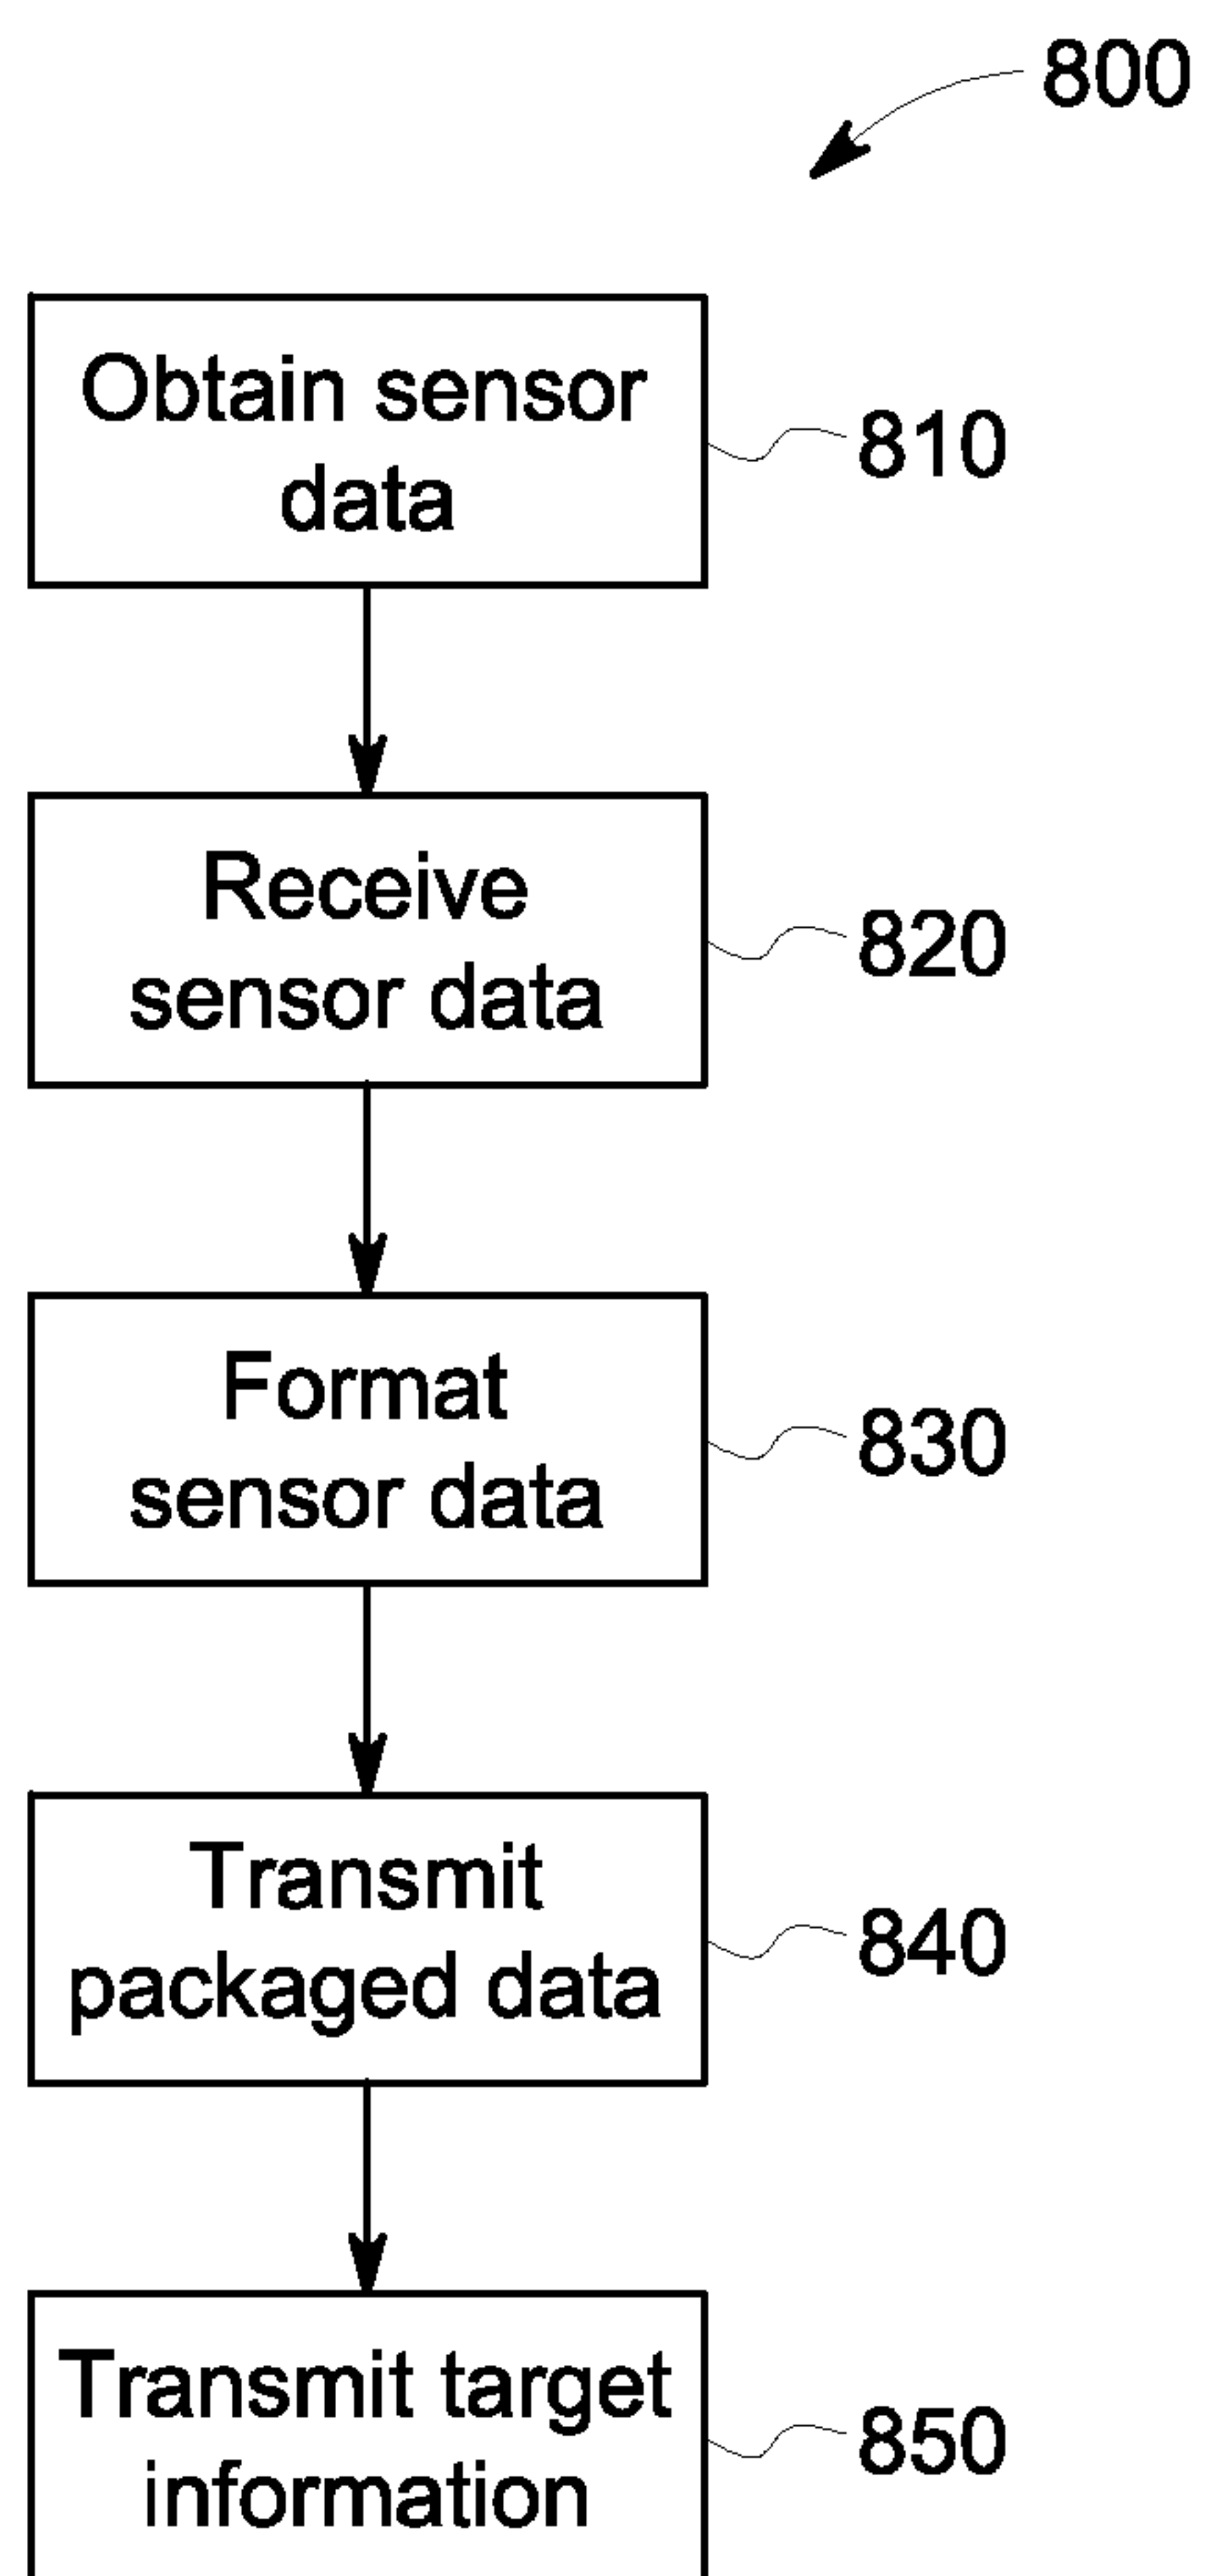 800
Obtain sensor
data
810
Receive
sensor data
820
Format
sensor data
830
Transmit
packaged data
840
Transmit target
information
850